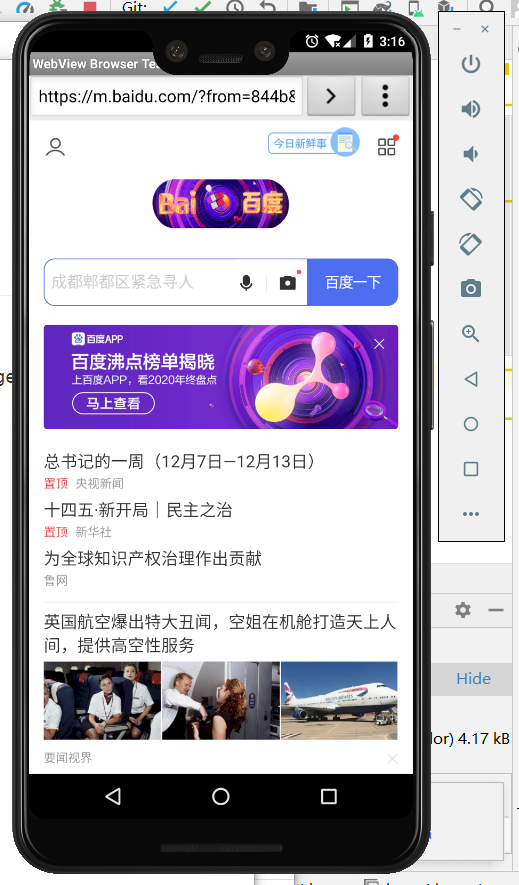 Git:
3:16
WebView Browser Te
https://m.baidu.com/?from=844b&
今日新鲜事
Bai 百度
成都郫都区紧急寻人
百度一下
百度APP
百度沸点榜单揭晓
上百度APP，看2020年终盘点
马上查看
总书记的一周（12月7日—12月13日）
置顶 央视新闻
十四五·新开局｜民主之治
置顶 新华社
为全球知识产权治理作出贡献
鲁网
英国航空爆出特大丑闻，空姐在机舱打造天上人
间，提供高空性服务
要闻视界
ge
Hide
lor) 4.17 kB